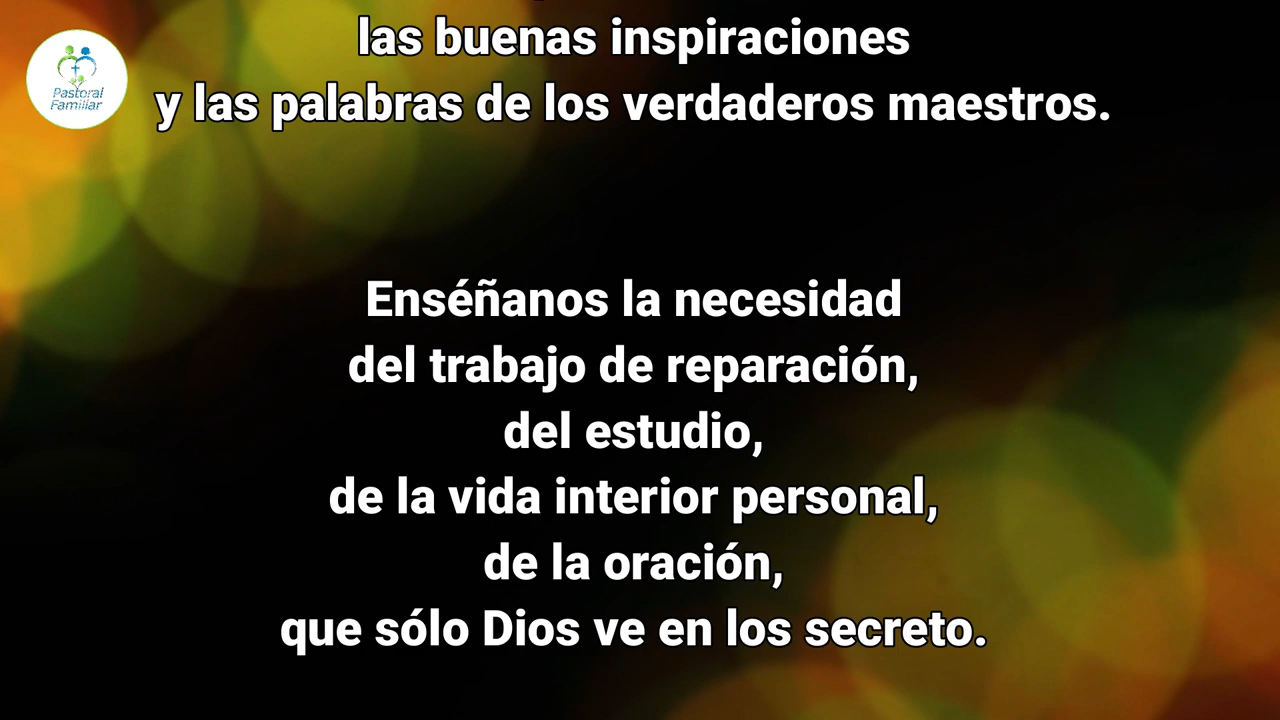 las buenas inspiraciones
Pastoral
Familiar
y las palabras de los verdaderos maestros.
Enséñanos la necesidad
del trabajo de reparación,
del estudio,
de la vida interior personal,
de la oración,
que sólo Dios ve en los secreto.